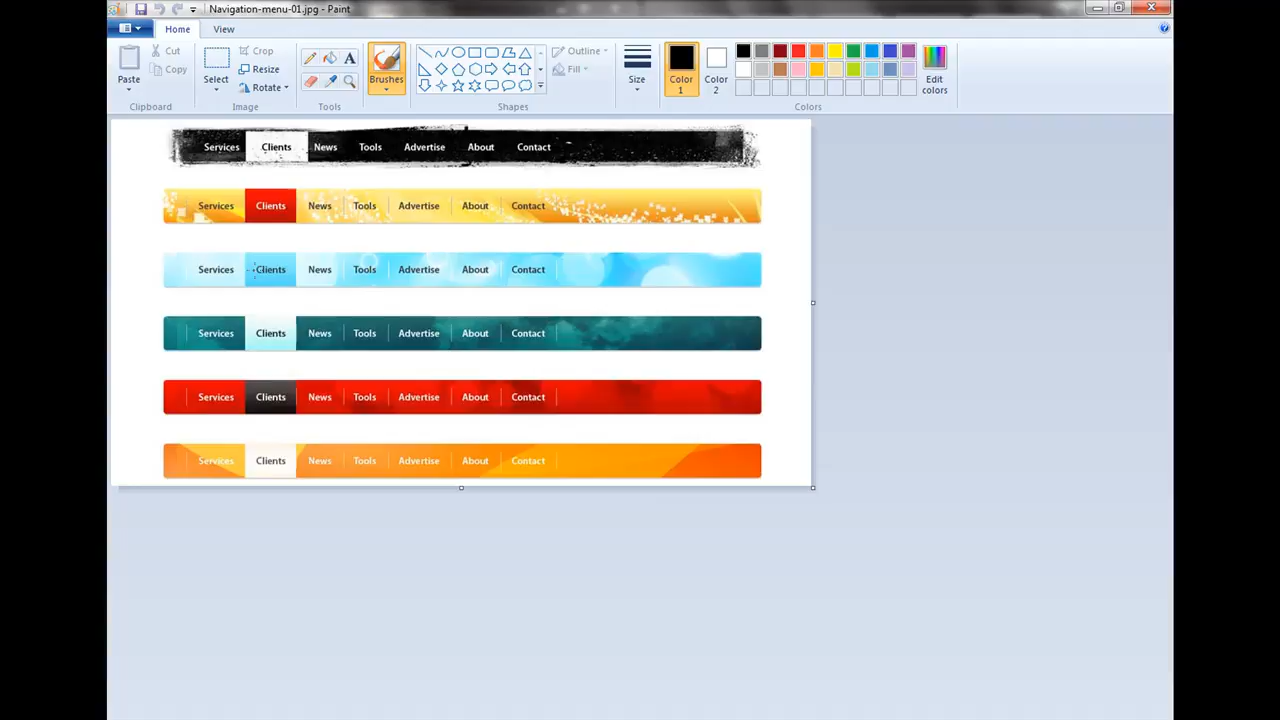 Navigation-menu-01.jpg - Paint
Home View
Paste Cut Copy Select Crop Resize Rotate A Brushes Outline Fill Size Color 1 Color 2 Edit colors
Clipboard Image Tools Shapes Colors
Services Clients News Tools Advertise About Contact
Services Clients News Tools Advertise About Contact
Services Clients News Tools Advertise About Contact
Services Clients News Tools Advertise About Contact
Services Clients News Tools Advertise About Contact
Services Clients News Tools Advertise About Contact